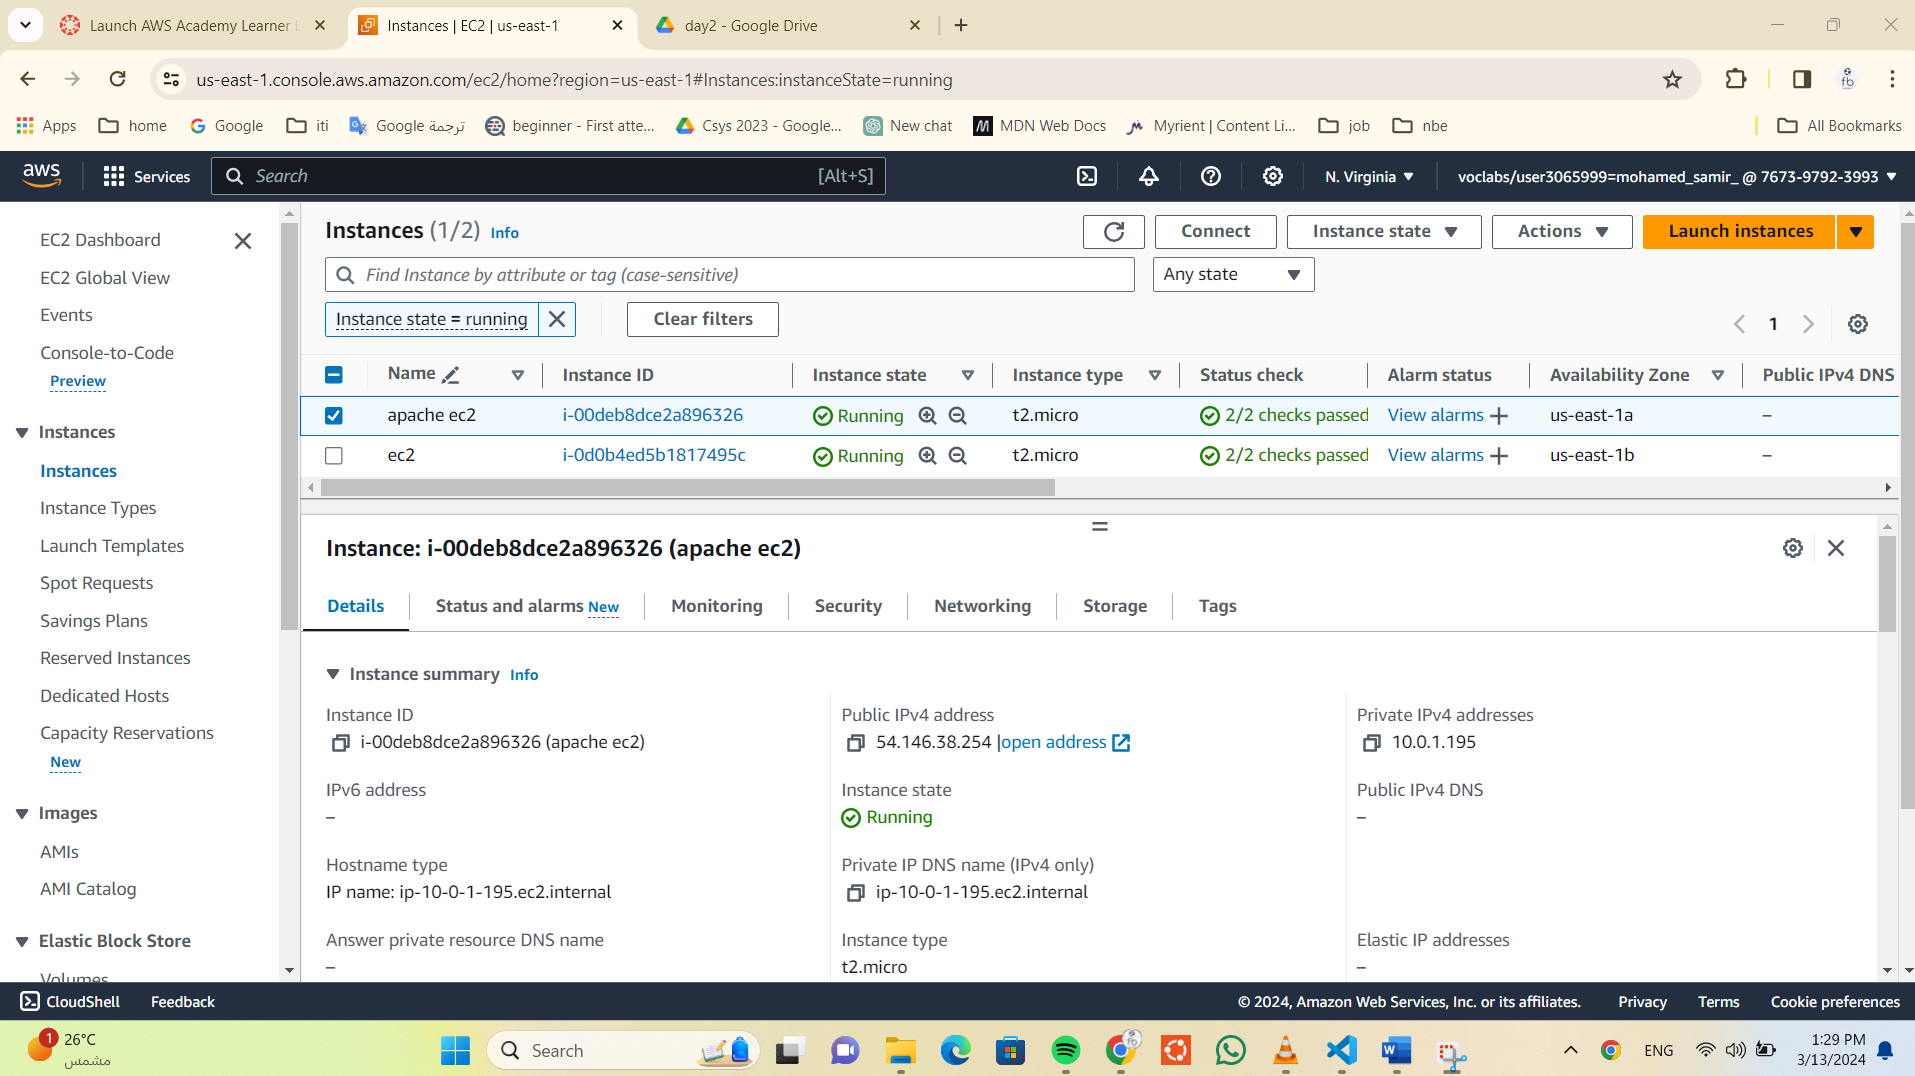 Launch AWS Academy Learner L
Instances | EC2 | us-east-1
day2 - Google Drive
us-east-1.console.aws.amazon.com/ec2/home?region=us-east-1#Instances:instanceState=running
Apps home Google iti Google ترجمة beginner - First atte... Csys 2023 - Google... New chat MDN Web Docs Myrient | Content Li... job nbe All Bookmarks
aws Services Search [Alt+S] N. Virginia voclabs/user3065999=mohamed_samir_ @ 7673-9792-3993
EC2 Dashboard
EC2 Global View
Events
Console-to-Code
Preview
Instances
Instances
Instance Types
Launch Templates
Spot Requests
Savings Plans
Reserved Instances
Dedicated Hosts
Capacity Reservations
New
Images
AMIs
AMI Catalog
Elastic Block Store
Volumes
Instances (1/2) Info
Connect Instance state Actions Launch instances
Find Instance by attribute or tag (case-sensitive) Any state
Instance state = running Clear filters
1
Name Instance ID Instance state Instance type Status check Alarm status Availability Zone Public IPv4 DNS
apache ec2 i-00deb8dce2a896326 Running t2.micro 2/2 checks passed View alarms + us-east-1a –
ec2 i-0d0b4ed5b1817495c Running t2.micro 2/2 checks passed View alarms + us-east-1b –
Instance: i-00deb8dce2a896326 (apache ec2)
Details Status and alarms New Monitoring Security Networking Storage Tags
Instance summary Info
Instance ID
i-00deb8dce2a896326 (apache ec2)
Public IPv4 address
54.146.38.254 |open address
Private IPv4 addresses
10.0.1.195
IPv6 address
–
Instance state
Running
Public IPv4 DNS
–
Hostname type
IP name: ip-10-0-1-195.ec2.internal
Private IP DNS name (IPv4 only)
ip-10-0-1-195.ec2.internal
Answer private resource DNS name
–
Instance type
t2.micro
Elastic IP addresses
–
CloudShell Feedback © 2024, Amazon Web Services, Inc. or its affiliates. Privacy Terms Cookie preferences
1
26°C
مشمس
Search
ENG
1:29 PM
3/13/2024